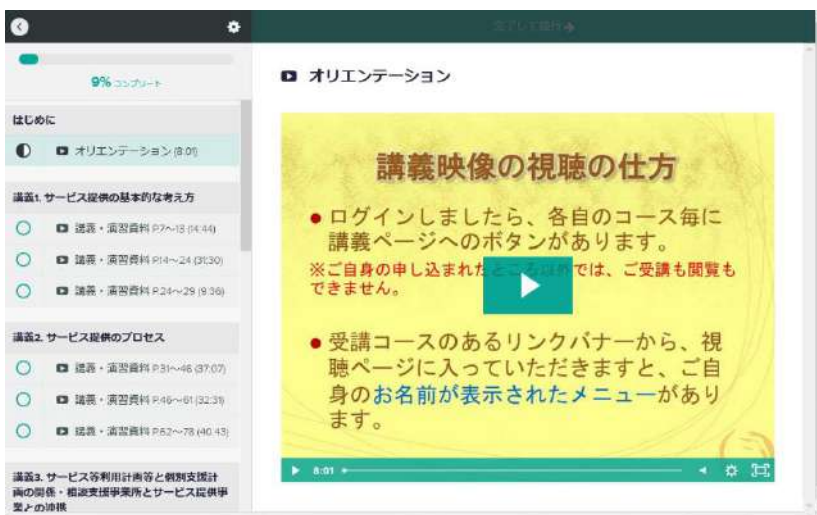 完了して続行→
9% コンプリート
オリエンテーション
はじめに
オリエンテーション (8:01)
講義1. サービス提供の基本的な考え方
講義・演習資料 P.7～13 (14:44)
講義・演習資料 P.14～24 (31:30)
講義・演習資料 P.24～29 (9:36)
講義2. サービス提供のプロセス
講義・演習資料 P.31～46 (37:07)
講義・演習資料 P.46～61 (32:31)
講義・演習資料 P.62～78 (40:43)
講義3. サービス等利用計画等と個別支援計
画の関係・相談支援事業所とサービス提供事
業との連携
講義映像の視聴の仕方
●ログインしましたら、各自のコース毎に
講義ページへのボタンがあります。
※ご自身の申し込まれたところ以外では、ご受講も閲覧も
できません。
●受講コースのあるリンクバナーから、視
聴ページに入っていただきますと、ご自
身のお名前が表示されたメニューがあり
ます。
8:01